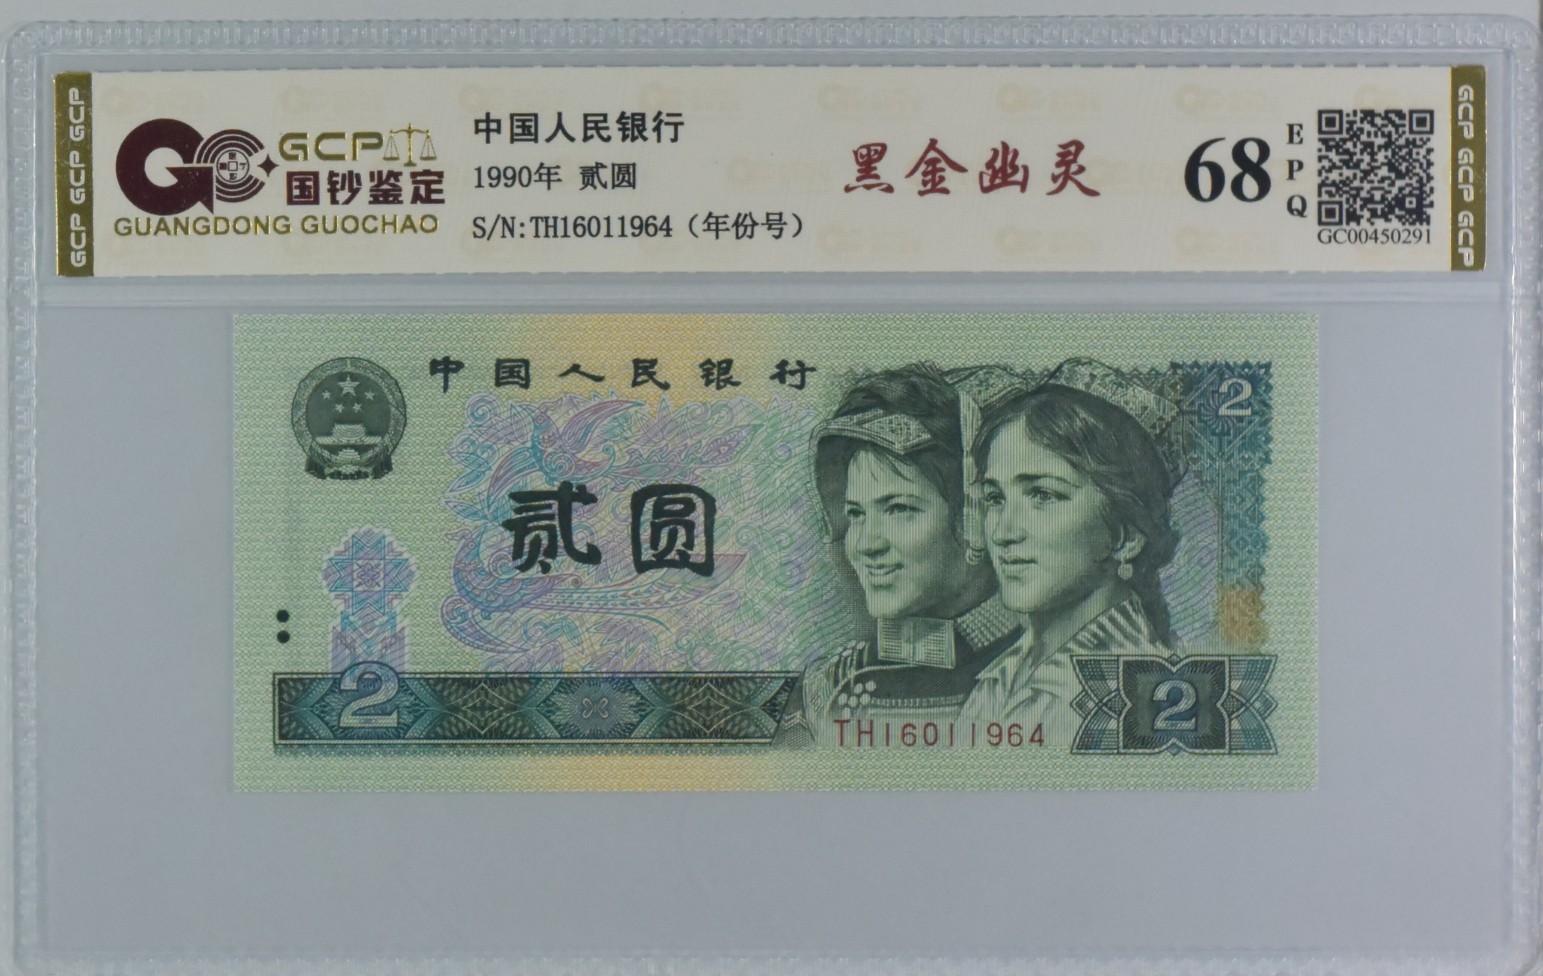 GCP GCP GCP
GCP
国钞鉴定
GUANGDONG GUOCHAO
中国人民银行
1990年 贰圆
S/N:TH16011964（年份号）
黑金幽灵
68
EPQ
GC00450291
GCP GCP GCP
中国人民银行
2
贰圆
2
TH16011964
2